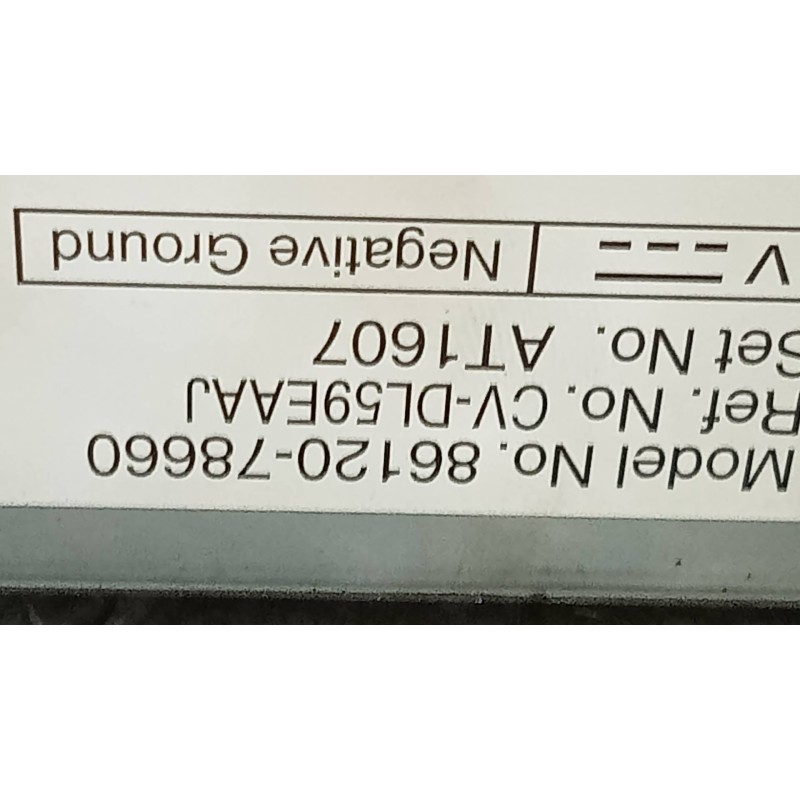 Model No. 86120-78660
Ref. No. CV-DL59EAAJ
Set No. AT1607
V Negative Ground